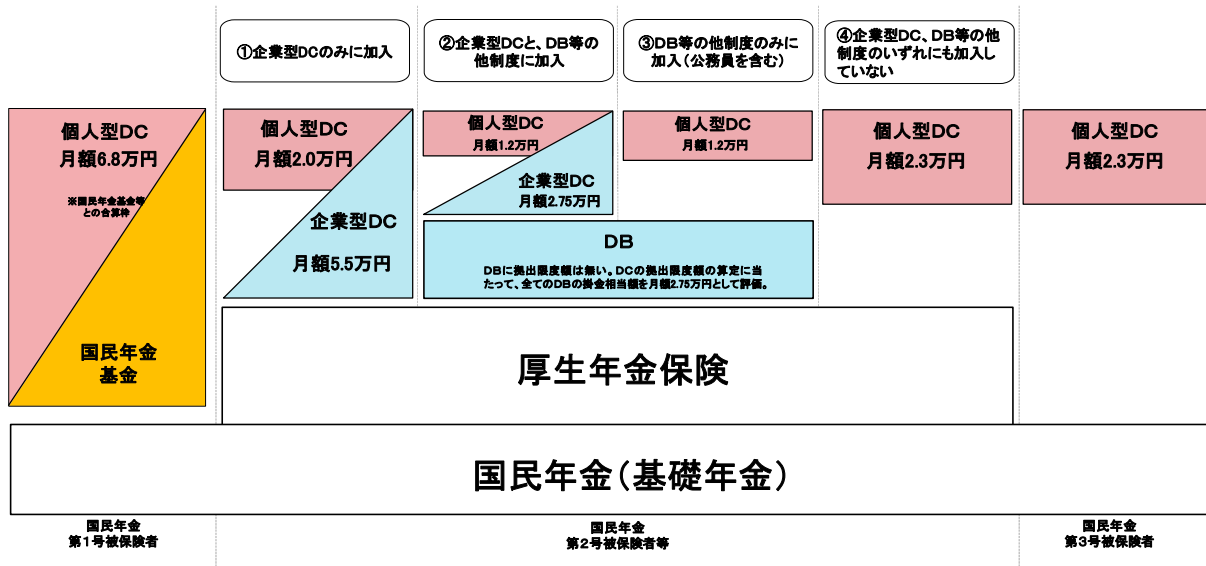 ①企業型DCのみに加入
②企業型DCと、DB等の
他制度に加入
③DB等の他制度のみに
加入(公務員を含む)
④企業型DC、DB等の他
制度のいずれにも加入し
ていない
個人型DC
月額6.8万円
※国民年金基金等
との合算枠
国民年金
基金
個人型DC
月額2.0万円
企業型DC
月額5.5万円
個人型DC
月額1.2万円
企業型DC
月額2.75万円
個人型DC
月額1.2万円
DB
DBに拠出限度額は無い。DCの拠出限度額の算定に当
たって、全てのDBの掛金相当額を月額2.75万円として評価。
個人型DC
月額2.3万円
個人型DC
月額2.3万円
厚生年金保険
国民年金(基礎年金)
国民年金
第1号被保険者
国民年金
第2号被保険者等
国民年金
第3号被保険者